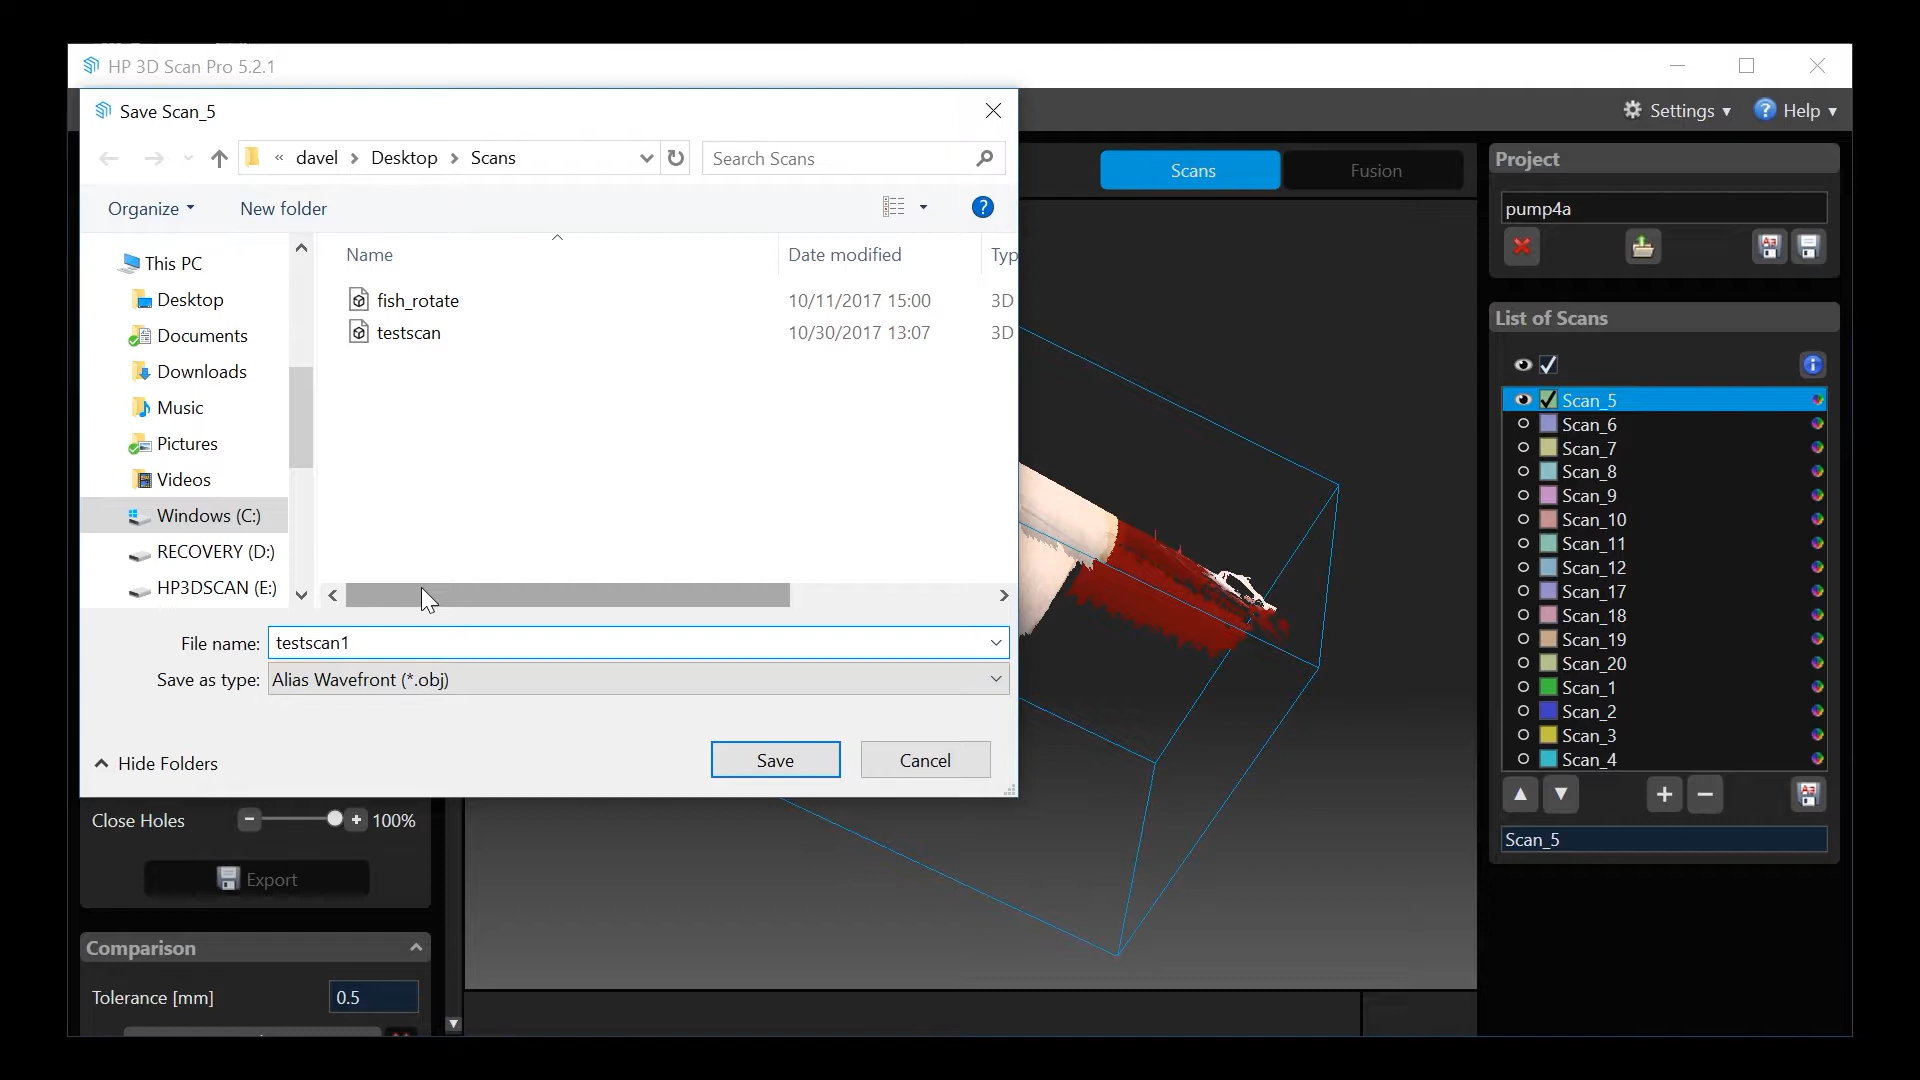 HP 3D Scan Pro 5.2.1
Save Scan_5
« davel > Desktop > Scans
Search Scans
Organize
New folder
This PC
Desktop
Documents
Downloads
Music
Pictures
Videos
Windows (C:)
RECOVERY (D:)
HP3DSCAN (E:)
Name Date modified Typ
fish_rotate 10/11/2017 15:00 3D
testscan 10/30/2017 13:07 3D
File name: testscan1
Save as type: Alias Wavefront (*.obj)
Hide Folders
Save
Cancel
Close Holes 100%
Export
Comparison
Tolerance [mm] 0.5
Scans
Fusion
Settings
Help
Project
pump4a
List of Scans
Scan_5
Scan_6
Scan_7
Scan_8
Scan_9
Scan_10
Scan_11
Scan_12
Scan_17
Scan_18
Scan_19
Scan_20
Scan_1
Scan_2
Scan_3
Scan_4
Scan_5